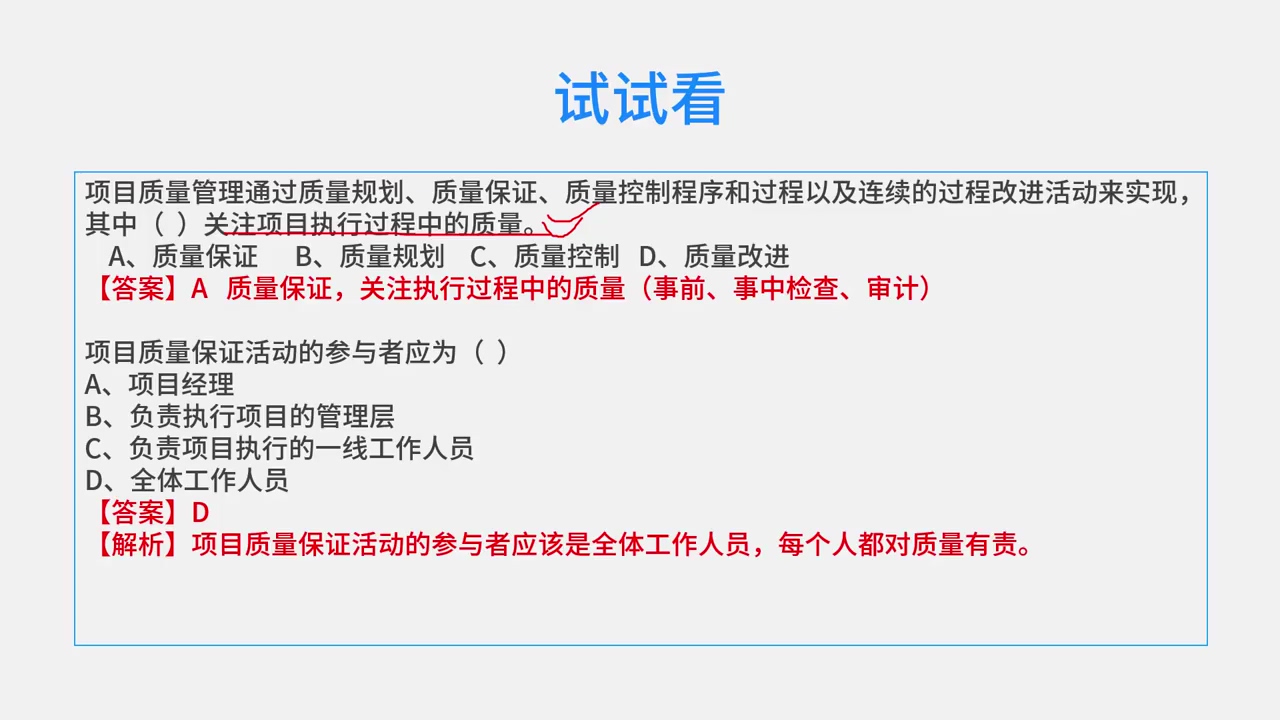 试试看
项目质量管理通过质量规划、质量保证、质量控制程序和过程以及连续的过程改进活动来实现，
其中（ ）关注项目执行过程中的质量。
A、质量保证 B、质量规划 C、质量控制 D、质量改进
【答案】A 质量保证，关注执行过程中的质量（事前、事中检查、审计）
项目质量保证活动的参与者应为（ ）
A、项目经理
B、负责执行项目的管理层
C、负责项目执行的一线工作人员
D、全体工作人员
【答案】D
【解析】项目质量保证活动的参与者应该是全体工作人员，每个人都对质量有责。